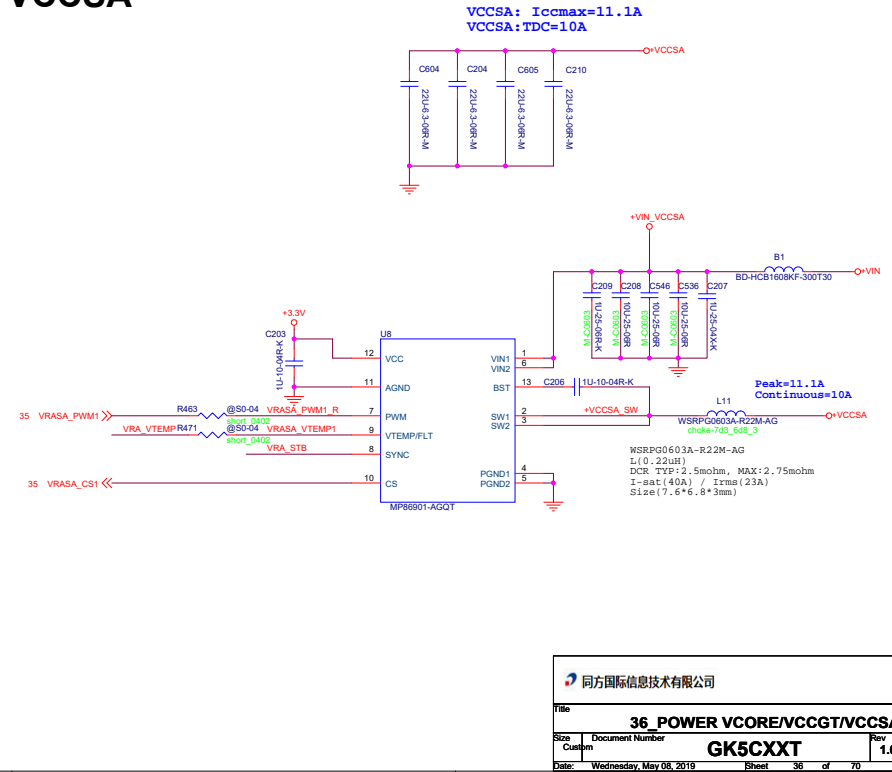 VCCSA
VCCSA: Iccmax=11.1A
VCCSA:TDC=10A
+VCCSA
C604
C204
C605
C210
22U-6.3-06R-M
22U-6.3-06R-M
22U-6.3-06R-M
22U-6.3-06R-M
+VIN_VCCSA
B1
+VIN
BD-HCB1608KF-300T30
C209
C208
C546
C536
C207
1U-25-06R-K
10U-25-06R
10U-25-06R
10U-25-06R
1U-25-04X-K
M-C0603
M-C0603
M-C0603
M-C0603
+3.3V
C203
1U-10-04R-K
U8
12 VCC
11 AGND
7 PWM
9 VTEMP/FLT
8 SYNC
10 CS
VIN1 1
VIN2 6
BST 13
SW1 2
SW2 3
PGND1 4
PGND2 5
MP86901-AGQT
C206 1U-10-04R-K
+VCCSA_SW
L11
WSRPG0603A-R22M-AG
choke-7d3_6d8_3
+VCCSA
Peak=11.1A
Continuous=10A
35 VRASA_PWM1
R463 @S0-04 VRASA_PWM1_R
short_0402
VRA_VTEMP R471 @S0-04 VRASA_VTEMP1
short_0402
VRA_STB
35 VRASA_CS1
WSRPG0603A-R22M-AG
L(0.22uH)
DCR TYP:2.5mohm, MAX:2.75mohm
I-sat(40A) / Irms(23A)
Size(7.6*6.8*3mm)
同方国际信息技术有限公司
Title
36_POWER VCORE/VCCGT/VCCSA
Size Document Number Rev
Custom GK5CXXT 1.0
Date: Wednesday, May 08, 2019 Sheet 36 of 70